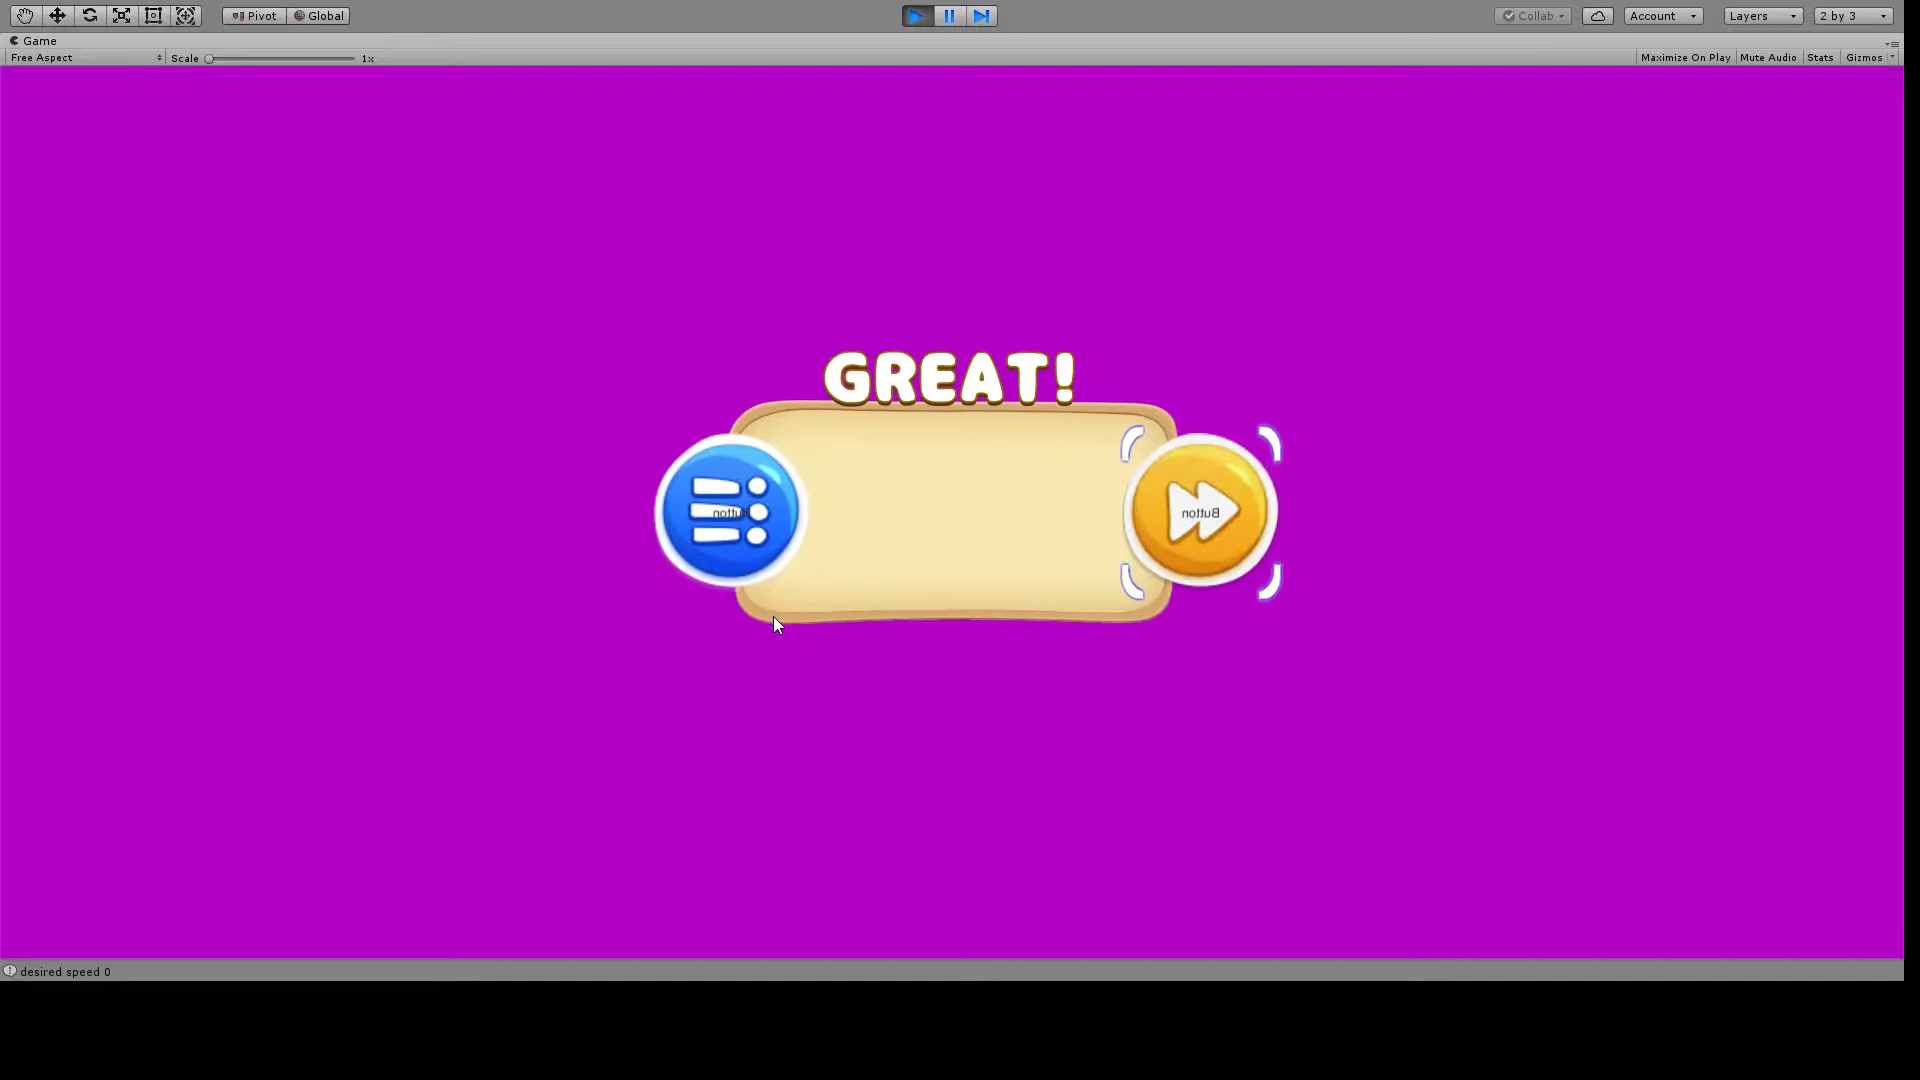 Pivot Global Collab Account Layers 2 by 3
Game
Free Aspect Scale 1x Maximize On Play Mute Audio Stats Gizmos
GREAT!
Button Button
desired speed 0